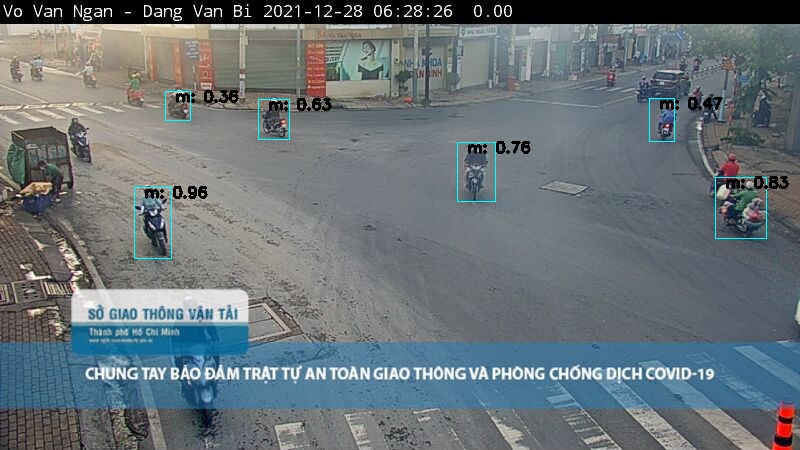 Vo Van Ngan - Dang Van Bi 2021-12-28 06:28:26 0.00
m: 0.36
m: 0.63
m: 0.47
m: 0.76
m: 0.83
m: 0.96
SỞ GIAO THÔNG VẬN TẢI
Thành phố Hồ Chí Minh
CHUNG TAY BẢO ĐẢM TRẬT TỰ AN TOÀN GIAO THÔNG VÀ PHÒNG CHỐNG DỊCH COVID-19